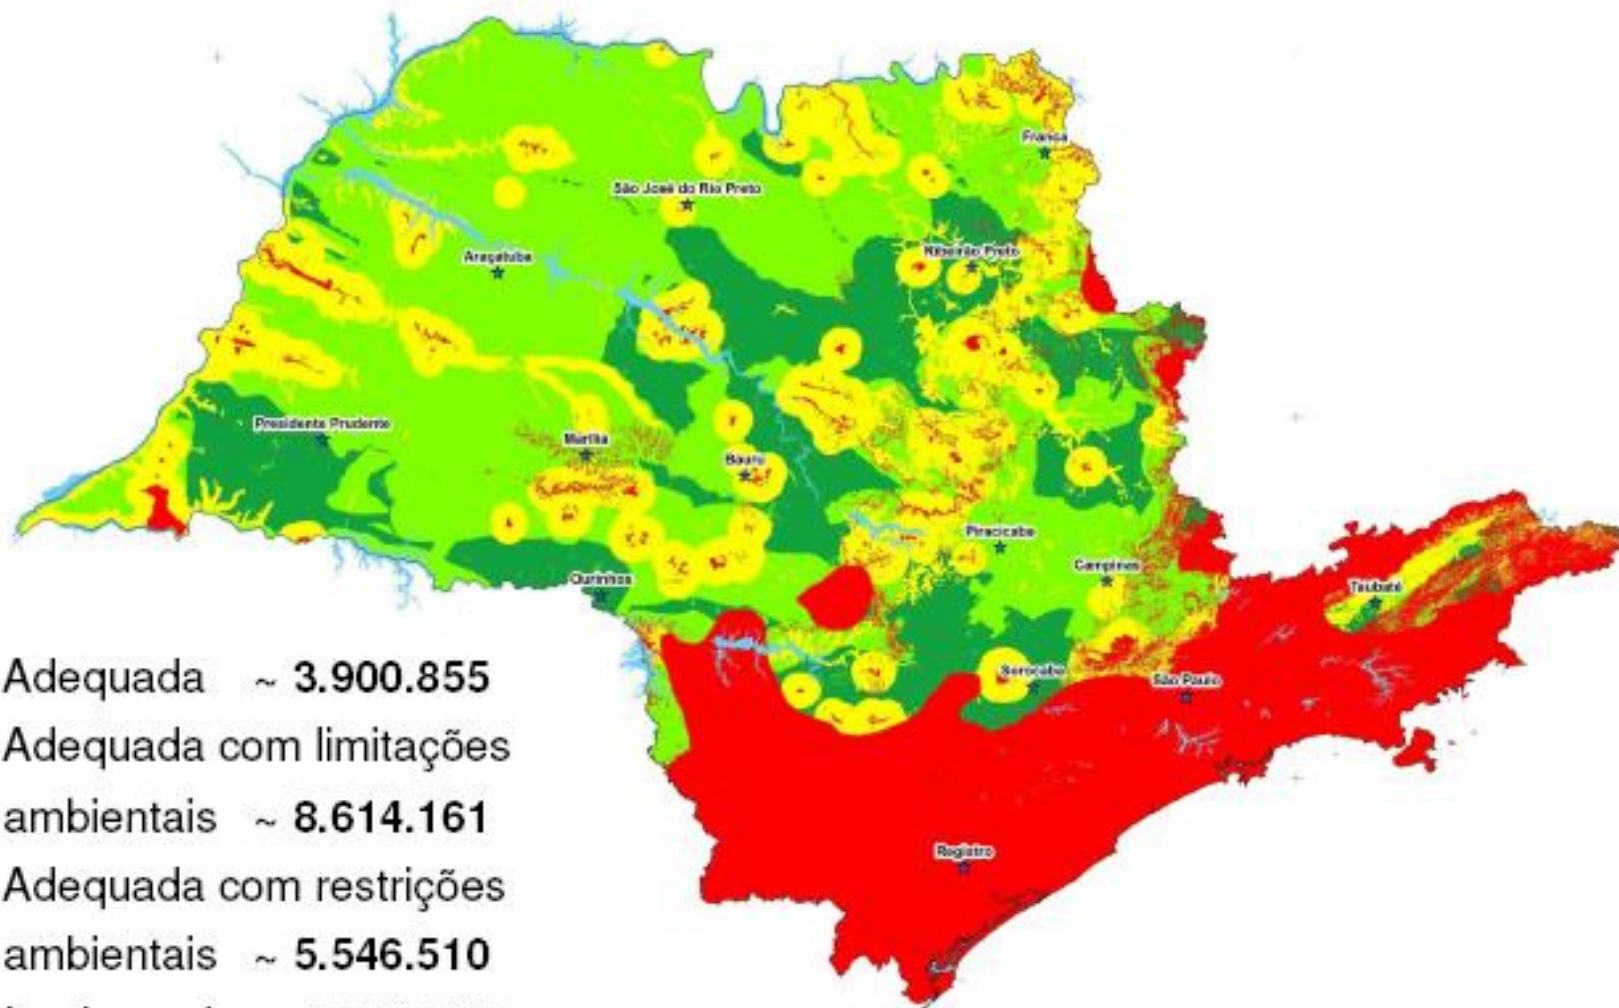 Franca
São José do Rio Preto
Ribeirão Preto
Araçatuba
Presidente Prudente
Marília
Bauru
Piracicaba
Campinas
Ourinhos
Taubaté
Sorocaba
São Paulo
Registro
Adequada ~ 3.900.855
Adequada com limitações
ambientais ~ 8.614.161
Adequada com restrições
ambientais ~ 5.546.510